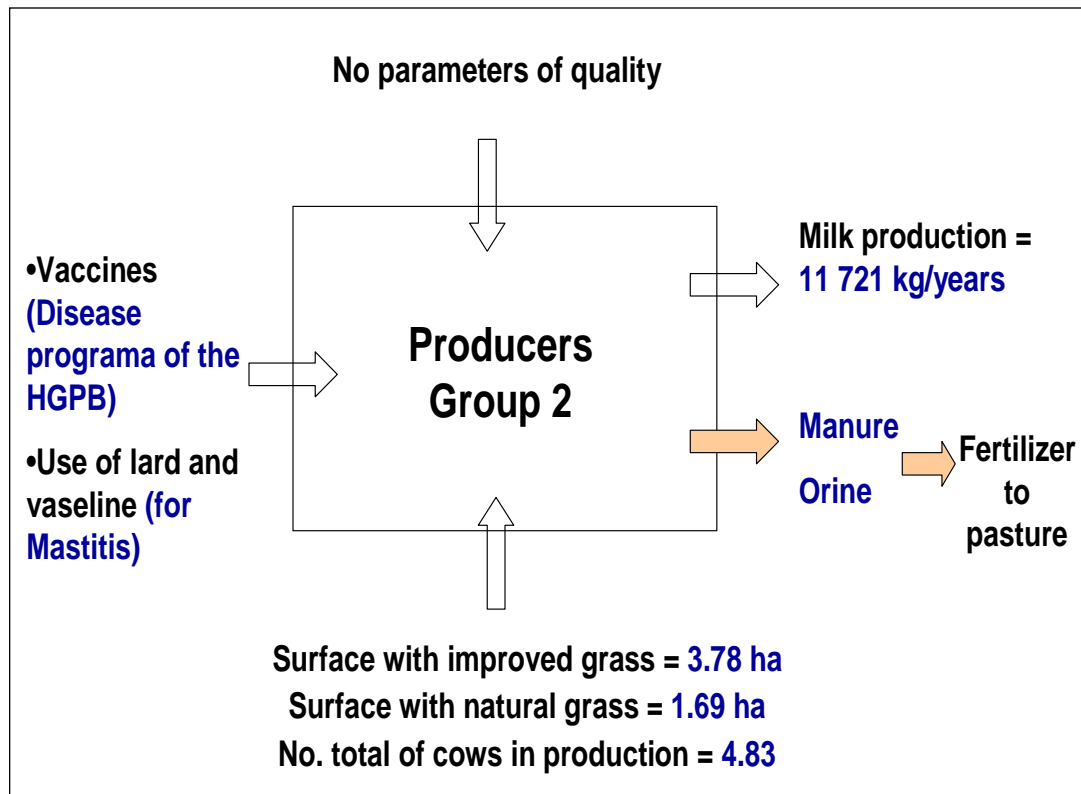 No parameters of quality
•Vaccines
(Disease
programa of the
HGPB)
•Use of lard and
vaseline (for
Mastitis)
Producers
Group 2
Milk production =
11 721 kg/years
Manure
Orine
Fertilizer
to
pasture
Surface with improved grass = 3.78 ha
Surface with natural grass = 1.69 ha
No. total of cows in production = 4.83